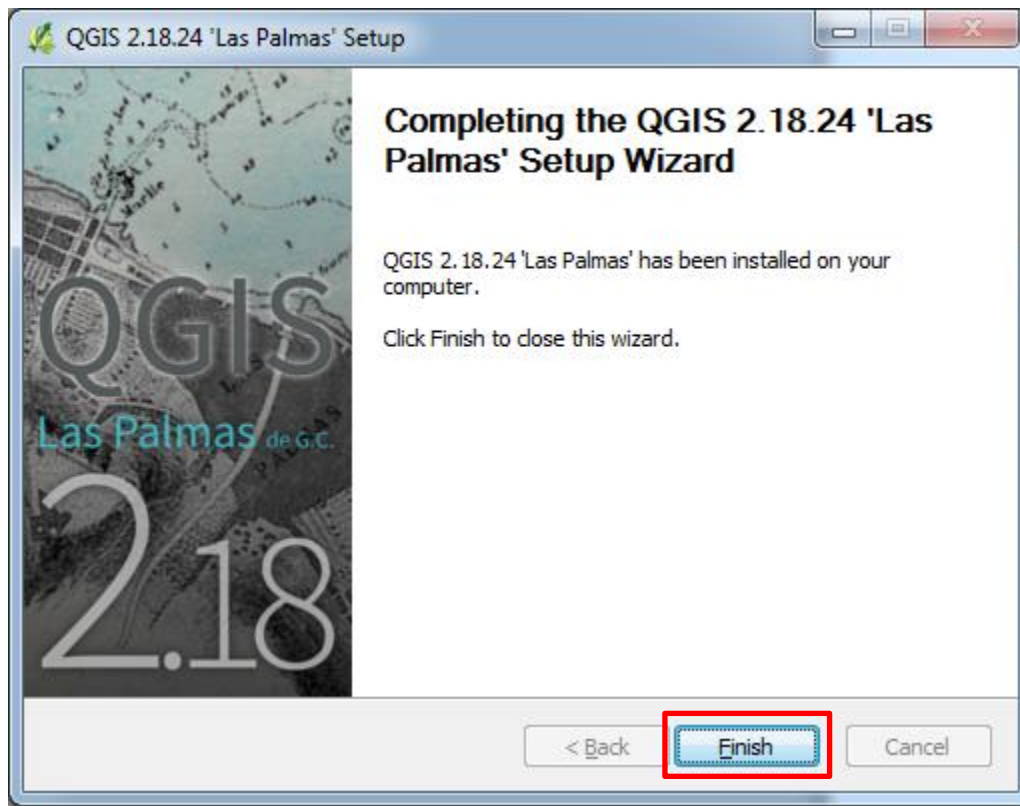 QGIS 2.18.24 'Las Palmas' Setup
Completing the QGIS 2.18.24 'Las
Palmas' Setup Wizard
QGIS 2.18.24 'Las Palmas' has been installed on your
computer.
Click Finish to close this wizard.
Marlie
QGIS
Las Palmas de G.C.
PALMAS
2.18
< Back
Finish
Cancel